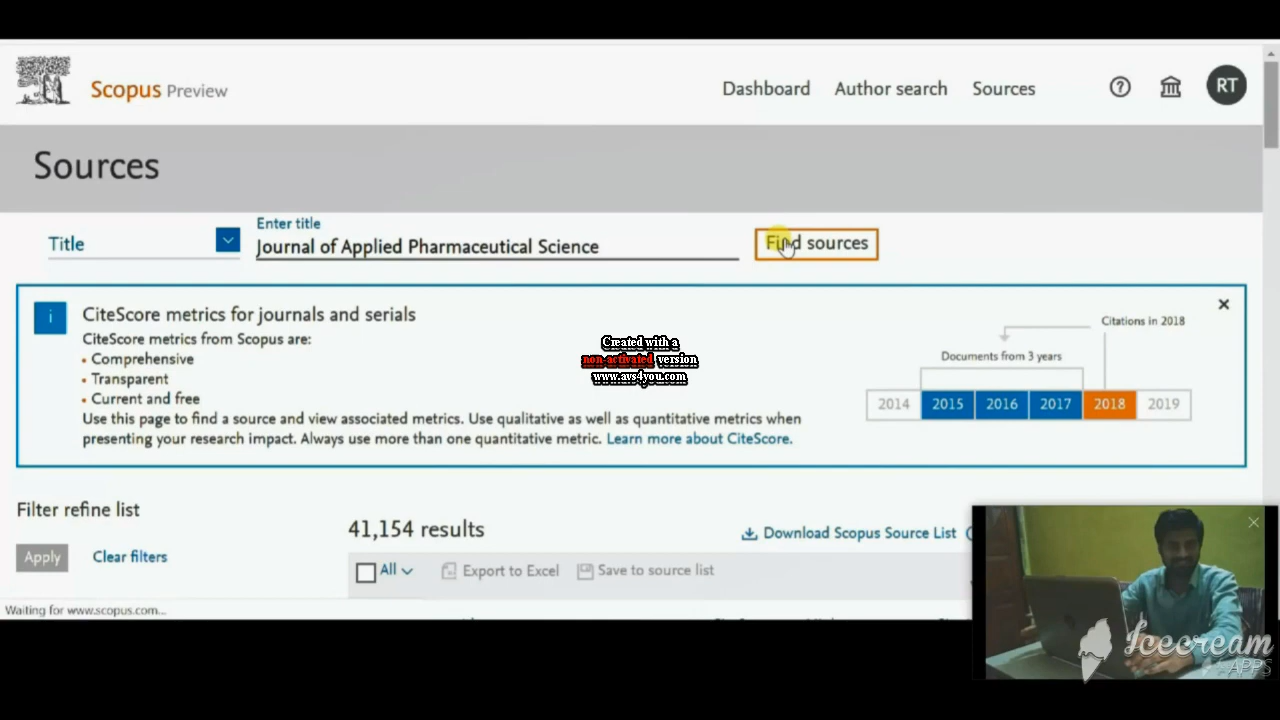 Scopus Preview
Dashboard
Author search
Sources
RT
Sources
Title
Enter title
Journal of Applied Pharmaceutical Science
Find sources
i
CiteScore metrics for journals and serials
CiteScore metrics from Scopus are:
• Comprehensive
• Transparent
• Current and free
Use this page to find a source and view associated metrics. Use qualitative as well as quantitative metrics when
presenting your research impact. Always use more than one quantitative metric. Learn more about CiteScore.
Citations in 2018
Documents from 3 years
2014 2015 2016 2017 2018 2019
Created with a
non-activated version
www.avs4you.com
Filter refine list
Apply
Clear filters
41,154 results
Download Scopus Source List
All
Export to Excel
Save to source list
Waiting for www.scopus.com...
Icecream
APPS